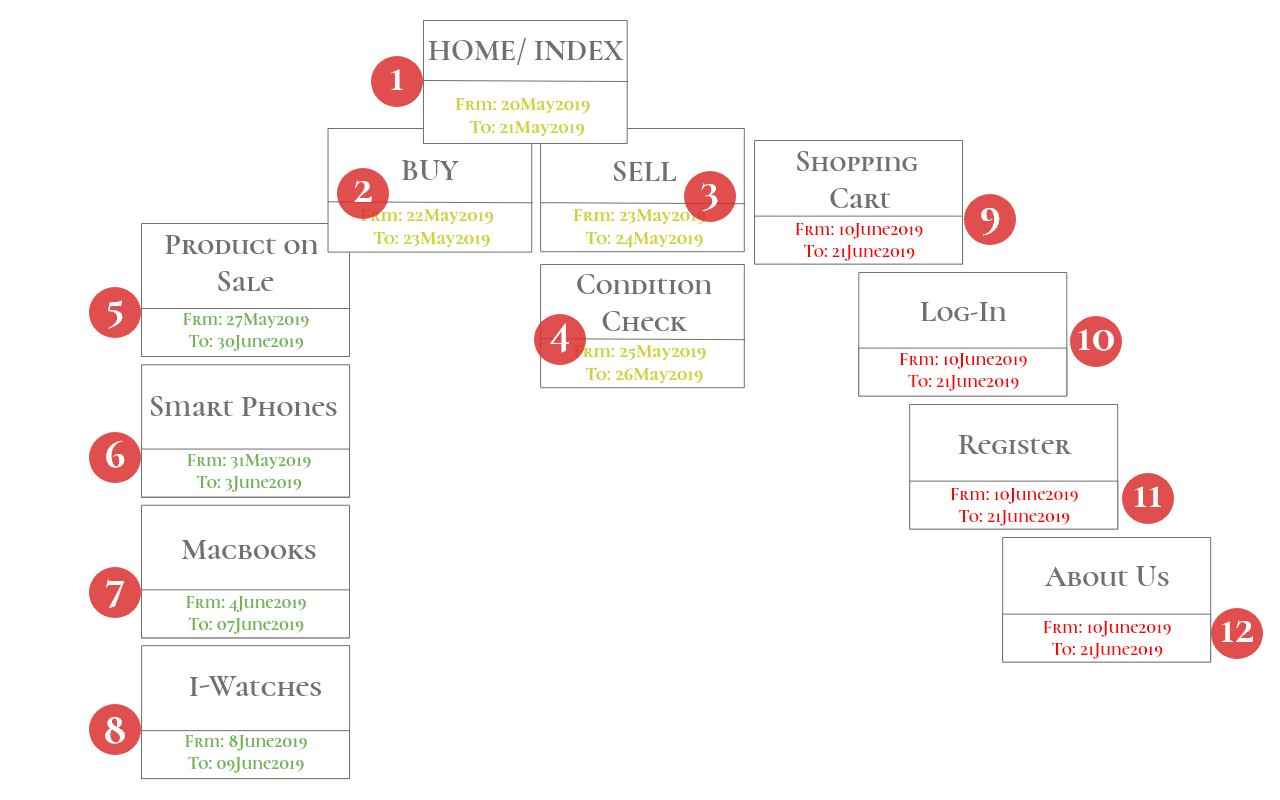 HOME/ INDEX
1
Frm: 20May2019
To: 21May2019
BUY
2
Frm: 22May2019
To: 23May2019
SELL
3
Frm: 23May2019
To: 24May2019
Condition
Check
4
Frm: 25May2019
To: 26May2019
Product on
Sale
5
Frm: 27May2019
To: 30June2019
Smart Phones
6
Frm: 31May2019
To: 3June2019
Macbooks
7
Frm: 4June2019
To: 07June2019
I-Watches
8
Frm: 8June2019
To: 09June2019
Shopping
Cart
9
Frm: 10June2019
To: 21June2019
Log-In
10
Frm: 10June2019
To: 21June2019
Register
11
Frm: 10June2019
To: 21June2019
About Us
12
Frm: 10June2019
To: 21June2019